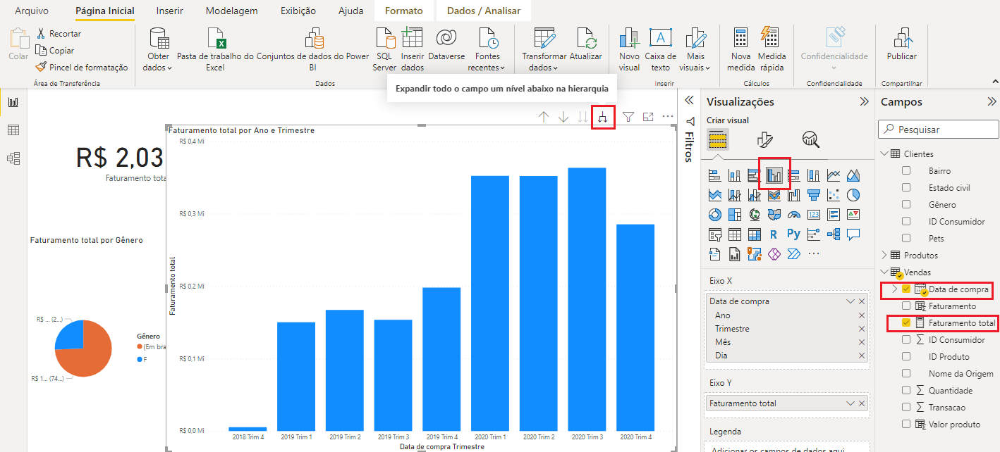 Arquivo Página Inicial Inserir Modelagem Exibição Ajuda Formato Dados / Analisar
Colar
Recortar
Copiar
Pincel de formatação
Área de Transferência
Obter dados
Pasta de trabalho do Excel
Conjuntos de dados do Power BI
SQL Server
Inserir dados
Dataverse
Fontes recentes
Dados
Transformar dados
Atualizar
Novo visual
Caixa de texto
Mais visuais
Inserir
Nova medida
Medida rápida
Cálculos
Confidencialidade
Confidencialidade
Publicar
Compartilhar
Expandir todo o campo um nível abaixo na hierarquia
R$ 2,03
Faturamento tota
Faturamento total por Gênero
R$ ... (2...)
R$ 1... (74...)
Gênero
(Em bra
F
Faturamento total por Ano e Trimestre
Faturamento total
R$ 0,4 Mi
R$ 0,3 Mi
R$ 0,2 Mi
R$ 0,1 Mi
R$ 0,0 Mi
2018 Trim 4 2019 Trim 1 2019 Trim 2 2019 Trim 3 2019 Trim 4 2020 Trim 1 2020 Trim 2 2020 Trim 3 2020 Trim 4
Data de compra Trimestre
Filtros
Visualizações
Criar visual
123
R
Py
Eixo X
Data de compra
Ano
Trimestre
Mês
Dia
Eixo Y
Faturamento total
Legenda
Adicionar os campos de dados aqui
Campos
Pesquisar
Clientes
Bairro
Estado civil
Gênero
ID Consumidor
Pets
Produtos
Vendas
Data de compra
Faturamento
Faturamento total
ID Consumidor
ID Produto
Nome da Origem
Quantidade
Transacao
Valor produto